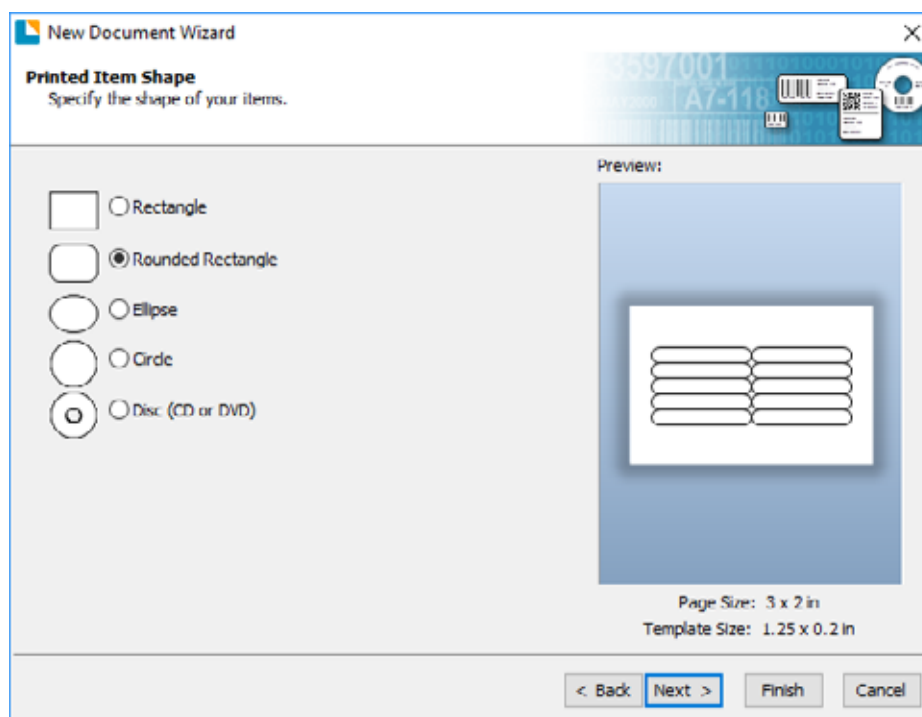 New Document Wizard
Printed Item Shape
Specify the shape of your items.
3597001
A7-118
Preview:
Rectangle
Rounded Rectangle
Ellipse
Circle
Disc (CD or DVD)
Page Size: 3 x 2 in
Template Size: 1.25 x 0.2 in
< Back
Next >
Finish
Cancel